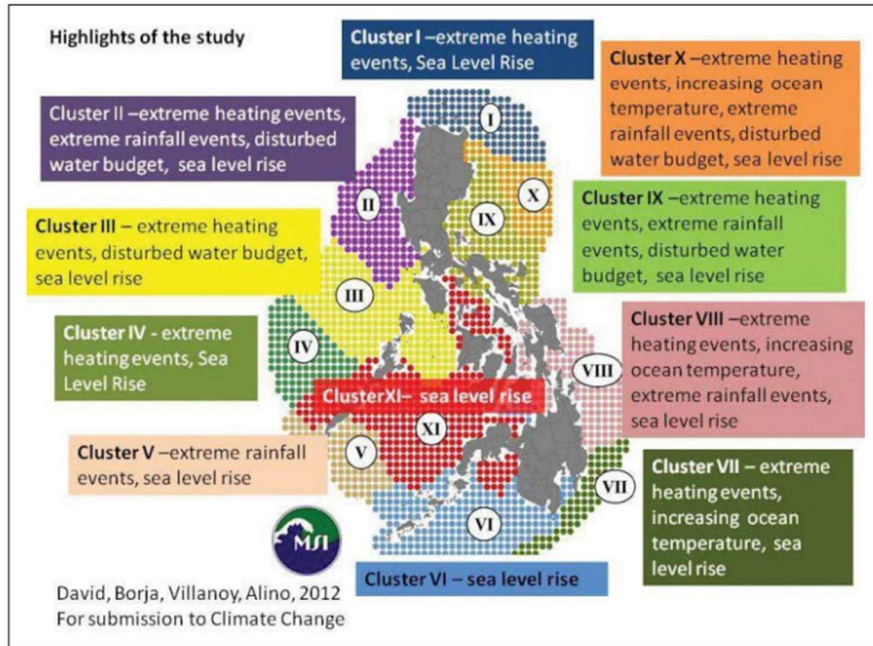 Highlights of the study
Cluster I –extreme heating
events, Sea Level Rise
Cluster X –extreme heating
events, increasing ocean
temperature, extreme
rainfall events, disturbed
water budget, sea level rise
Cluster II –extreme heating events,
extreme rainfall events, disturbed
water budget, sea level rise
Cluster IX –extreme heating
events, extreme rainfall
events, disturbed water
budget, sea level rise
Cluster III – extreme heating
events, disturbed water budget,
sea level rise
Cluster IV - extreme
heating events, Sea
Level Rise
Cluster VIII –extreme
heating events, increasing
ocean temperature,
extreme rainfall events,
sea level rise
ClusterXI– sea level rise
Cluster V –extreme rainfall
events, sea level rise
Cluster VII – extreme
heating events,
increasing ocean
temperature, sea
level rise
Cluster VI – sea level rise
I
II
X
IX
III
IV
VIII
XI
V
VII
VI
MSI
David, Borja, Villanoy, Alino, 2012
For submission to Climate Change